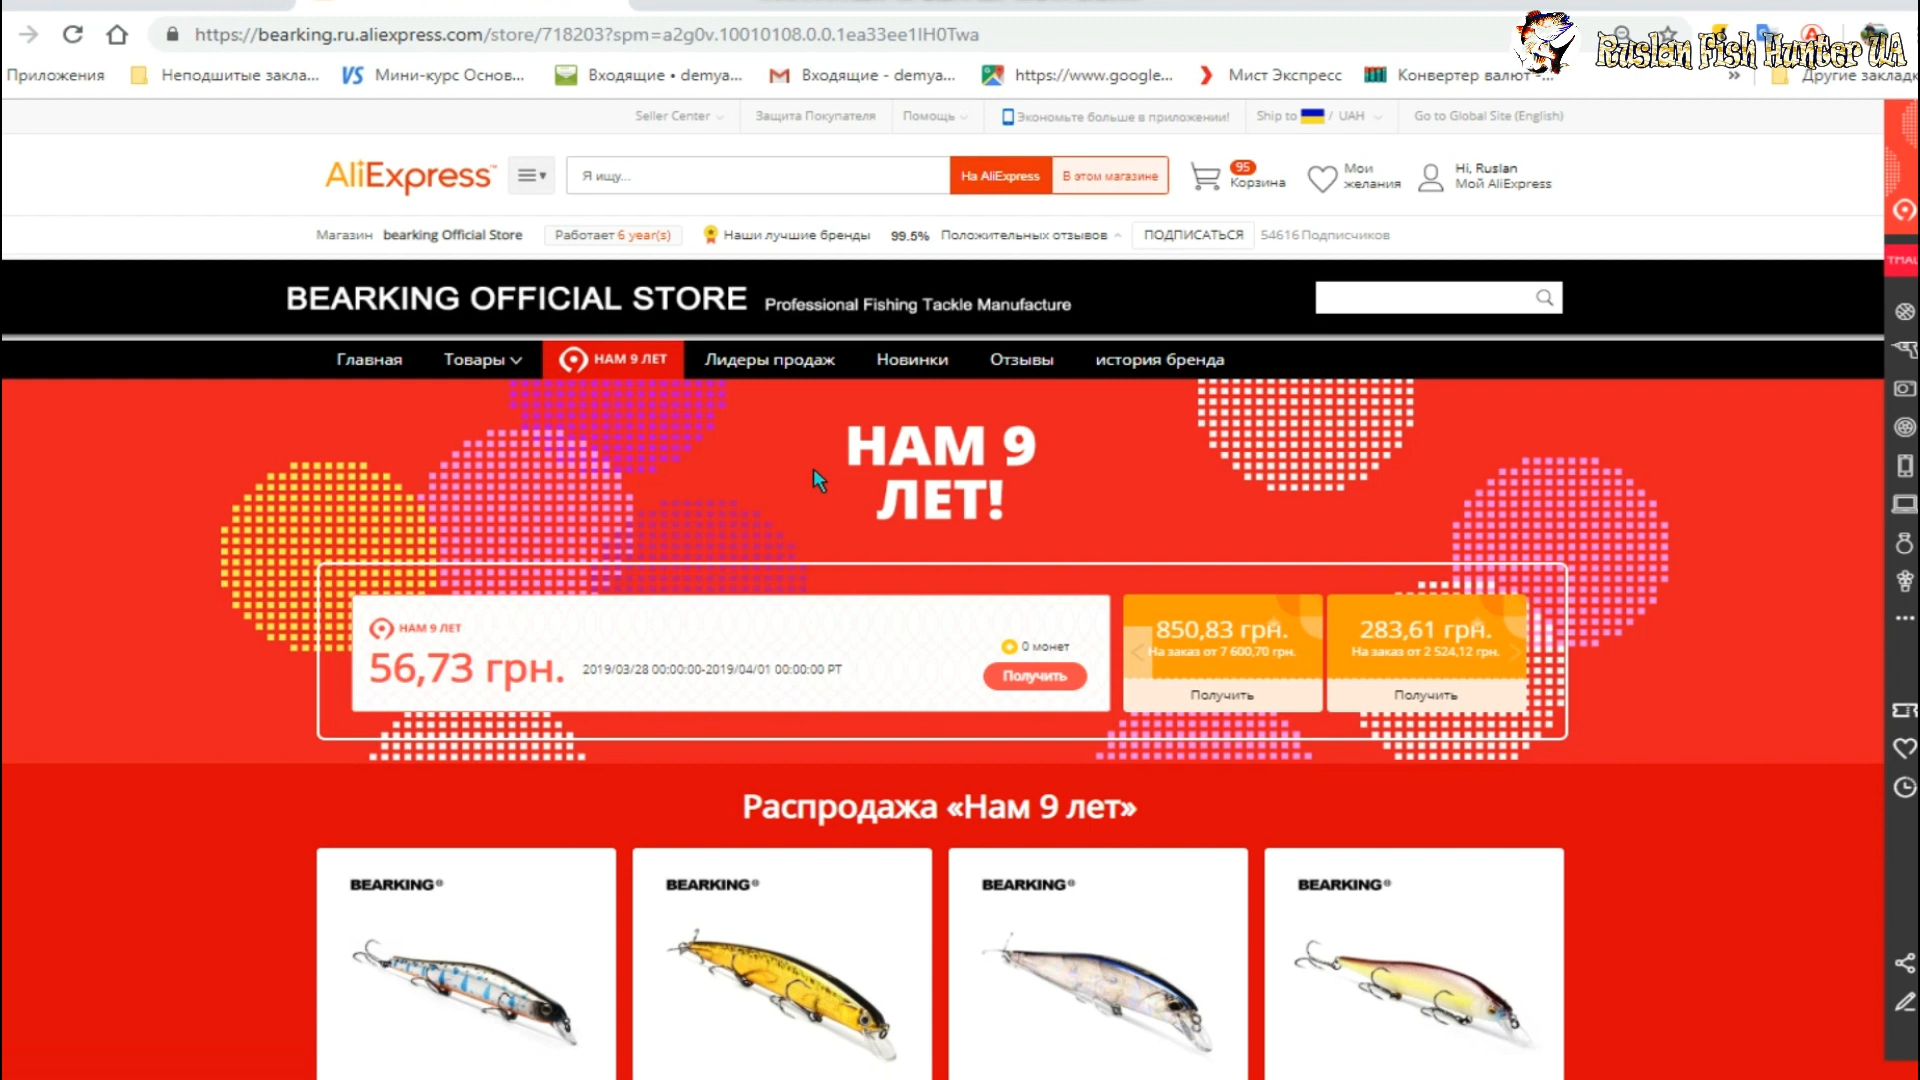 https://bearking.ru.aliexpress.com/store/718203?spm=a2g0v.10010108.0.0.1ea33ee1lH0Twa
Ruslan Fish Hunter UA
Приложения
Неподшитые закла...
Мини-курс Основ...
Входящие • demya...
Входящие - demya...
https://www.google...
Мист Экспресс
Конвертер валют -...
»
Другие закладк
Seller Center
Защита Покупателя
Помощь
Экономьте больше в приложении!
Ship to / UAH
Go to Global Site (English)
AliExpress™
Я ищу...
На AliExpress
В этом магазине
95
Корзина
Мои желания
Hi, Ruslan
Мой AliExpress
Магазин bearking Official Store
Работает 6 year(s)
Наши лучшие бренды
99.5% Положительных отзывов
ПОДПИСАТЬСЯ
54616 Подписчиков
TMAL
BEARKING OFFICIAL STORE Professional Fishing Tackle Manufacture
Главная
Товары
НАМ 9 ЛЕТ
Лидеры продаж
Новинки
Отзывы
история бренда
НАМ 9
ЛЕТ!
НАМ 9 ЛЕТ
56,73 грн.
2019/03/28 00:00:00-2019/04/01 00:00:00 PT
0 монет
Получить
850,83 грн.
На заказ от 7 600,70 грн.
Получить
283,61 грн.
На заказ от 2 524,12 грн.
Получить
Распродажа «Нам 9 лет»
BEARKING®
BEARKING®
BEARKING®
BEARKING®